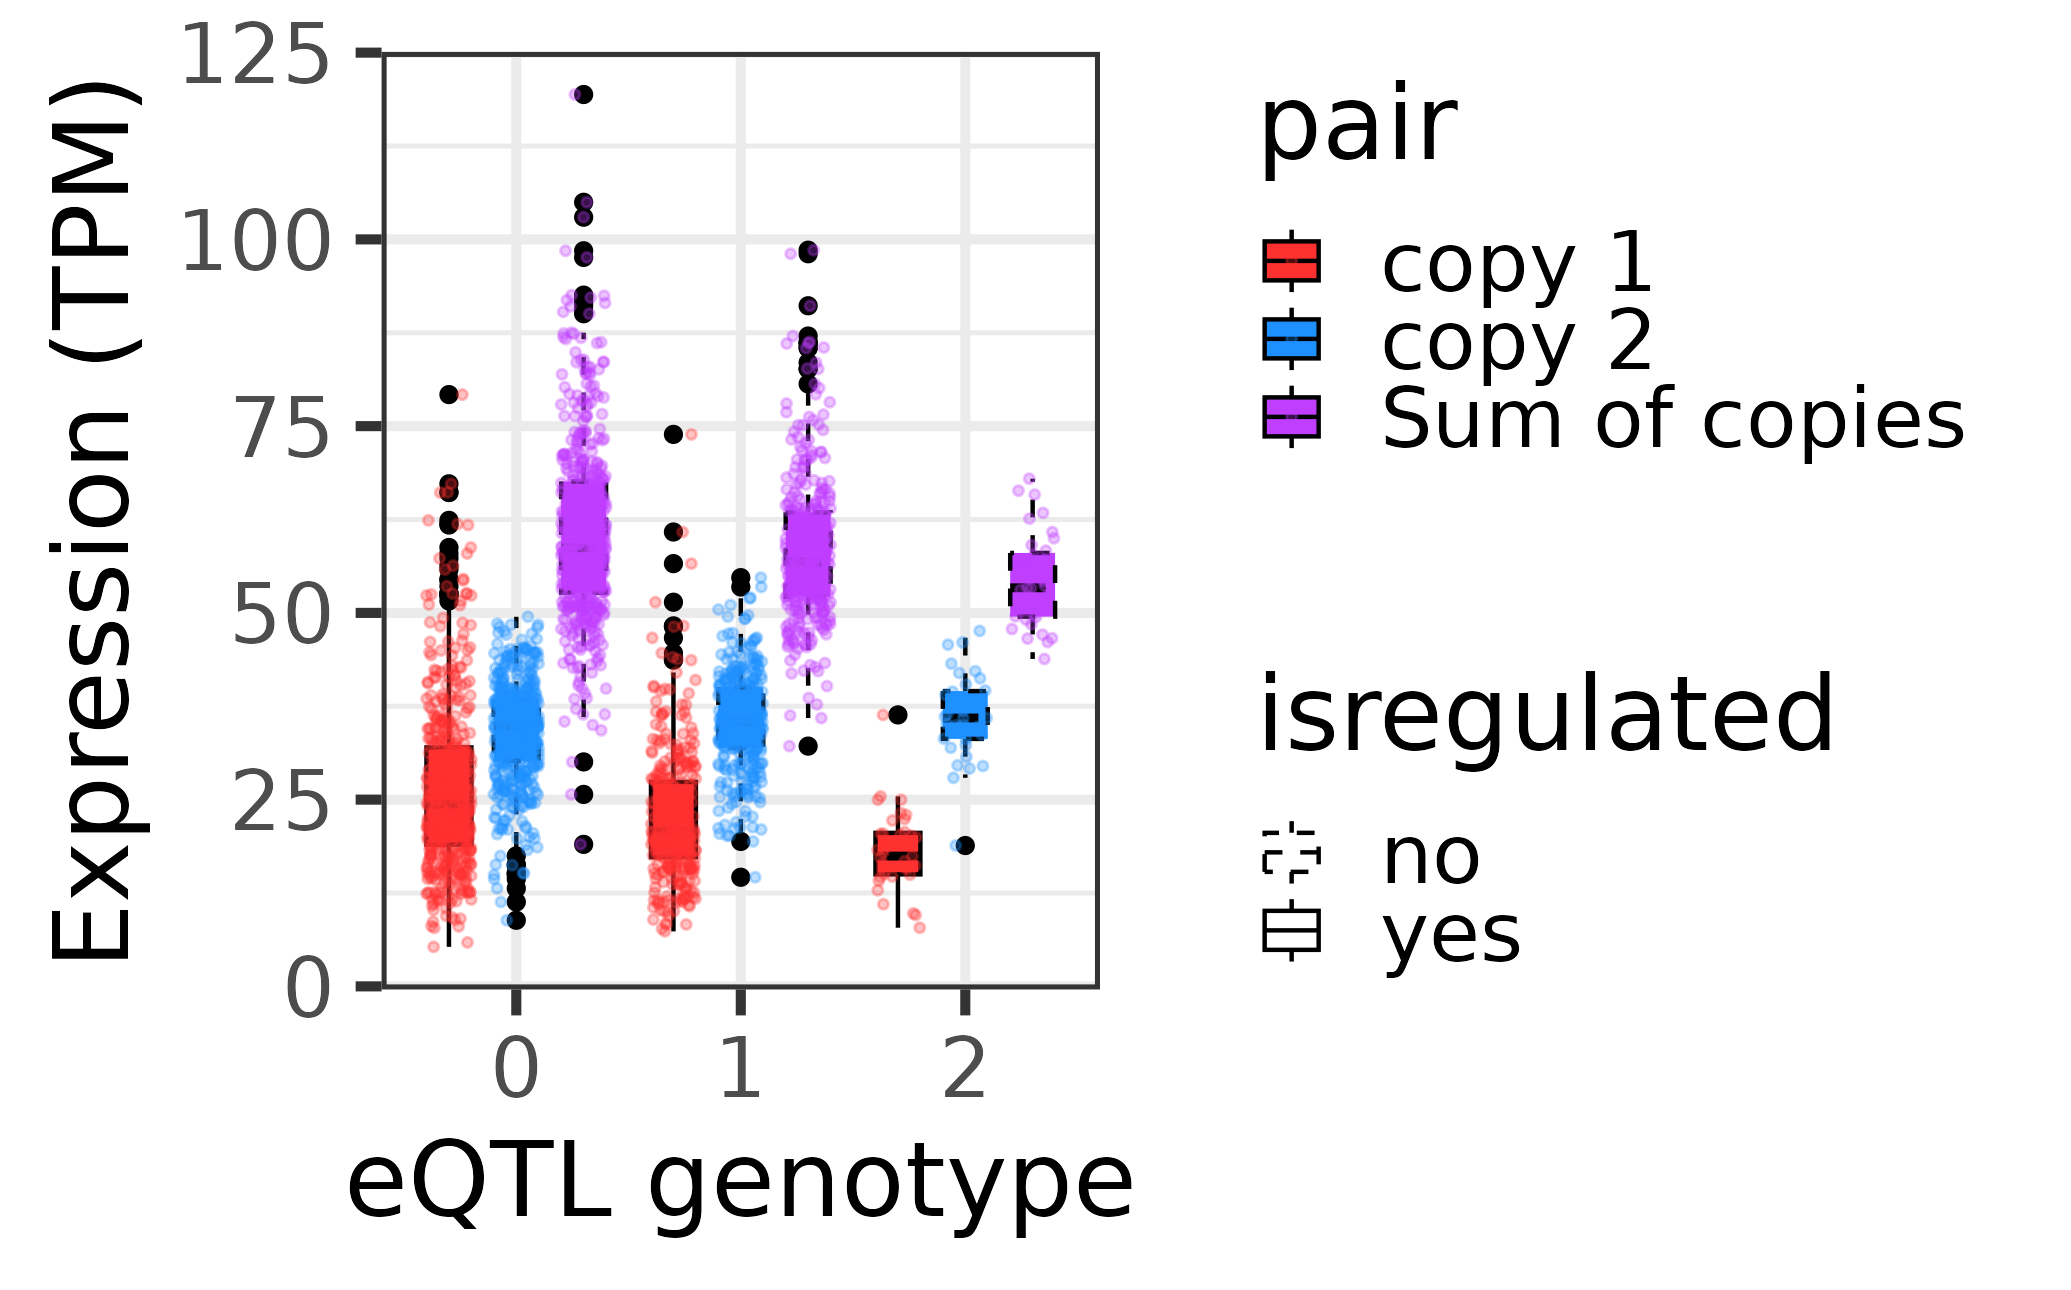 Expression (TPM)
125
100
75
50
25
0
0 1 2
eQTL genotype
pair
copy 1
copy 2
Sum of copies
isregulated
no
yes